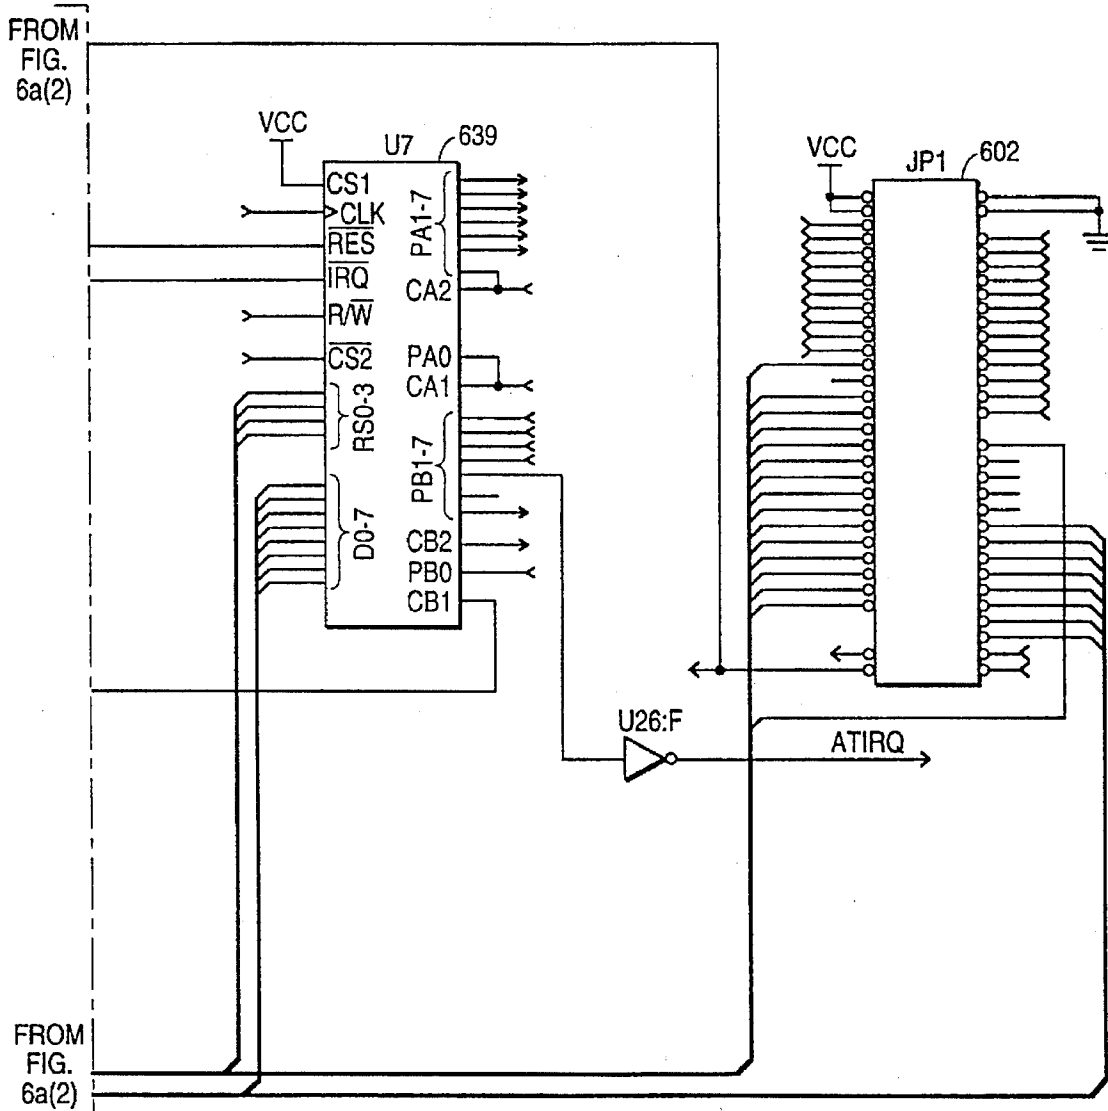 FROM
FIG.
6a(2)
VCC
U7
639
CS1
CLK
RES
IRQ
R/W
CS2
RS0-3
D0-7
PA1-7
CA2
PA0
CA1
PB1-7
CB2
PB0
CB1
VCC
JP1
602
U26:F
ATIRQ
FROM
FIG.
6a(2)